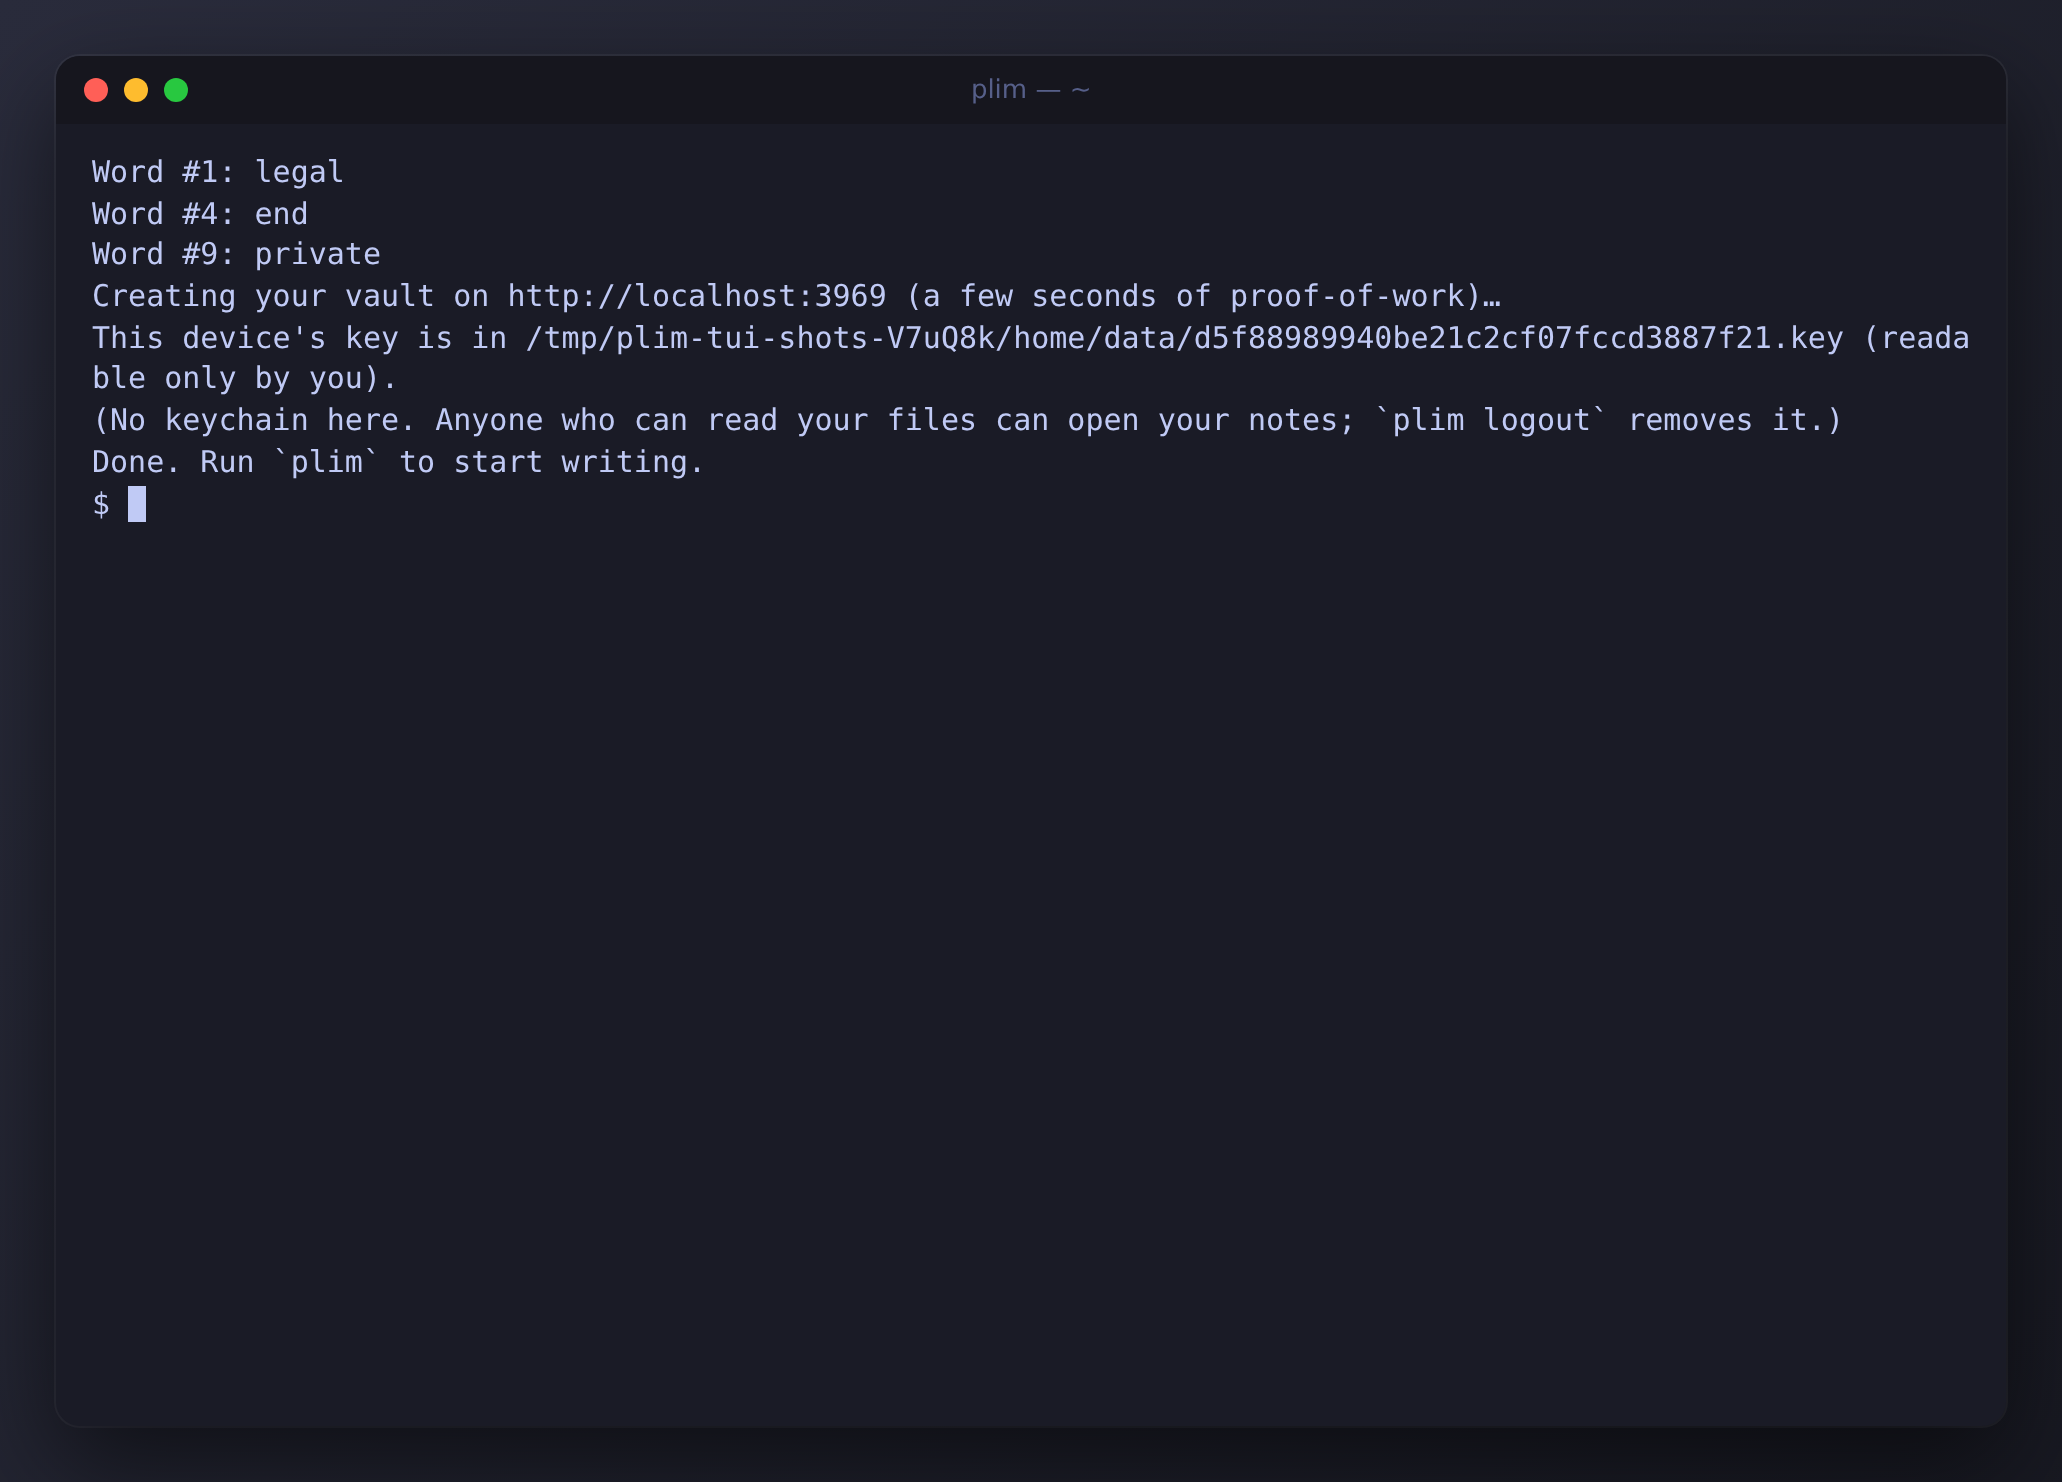 plim — ~
Word #1: legal
Word #4: end
Word #9: private
Creating your vault on http://localhost:3969 (a few seconds of proof-of-work)…
This device's key is in /tmp/plim-tui-shots-V7uQ8k/home/data/d5f88989940be21c2cf07fccd3887f21.key (reada
ble only by you).
(No keychain here. Anyone who can read your files can open your notes; `plim logout` removes it.)
Done. Run `plim` to start writing.
$